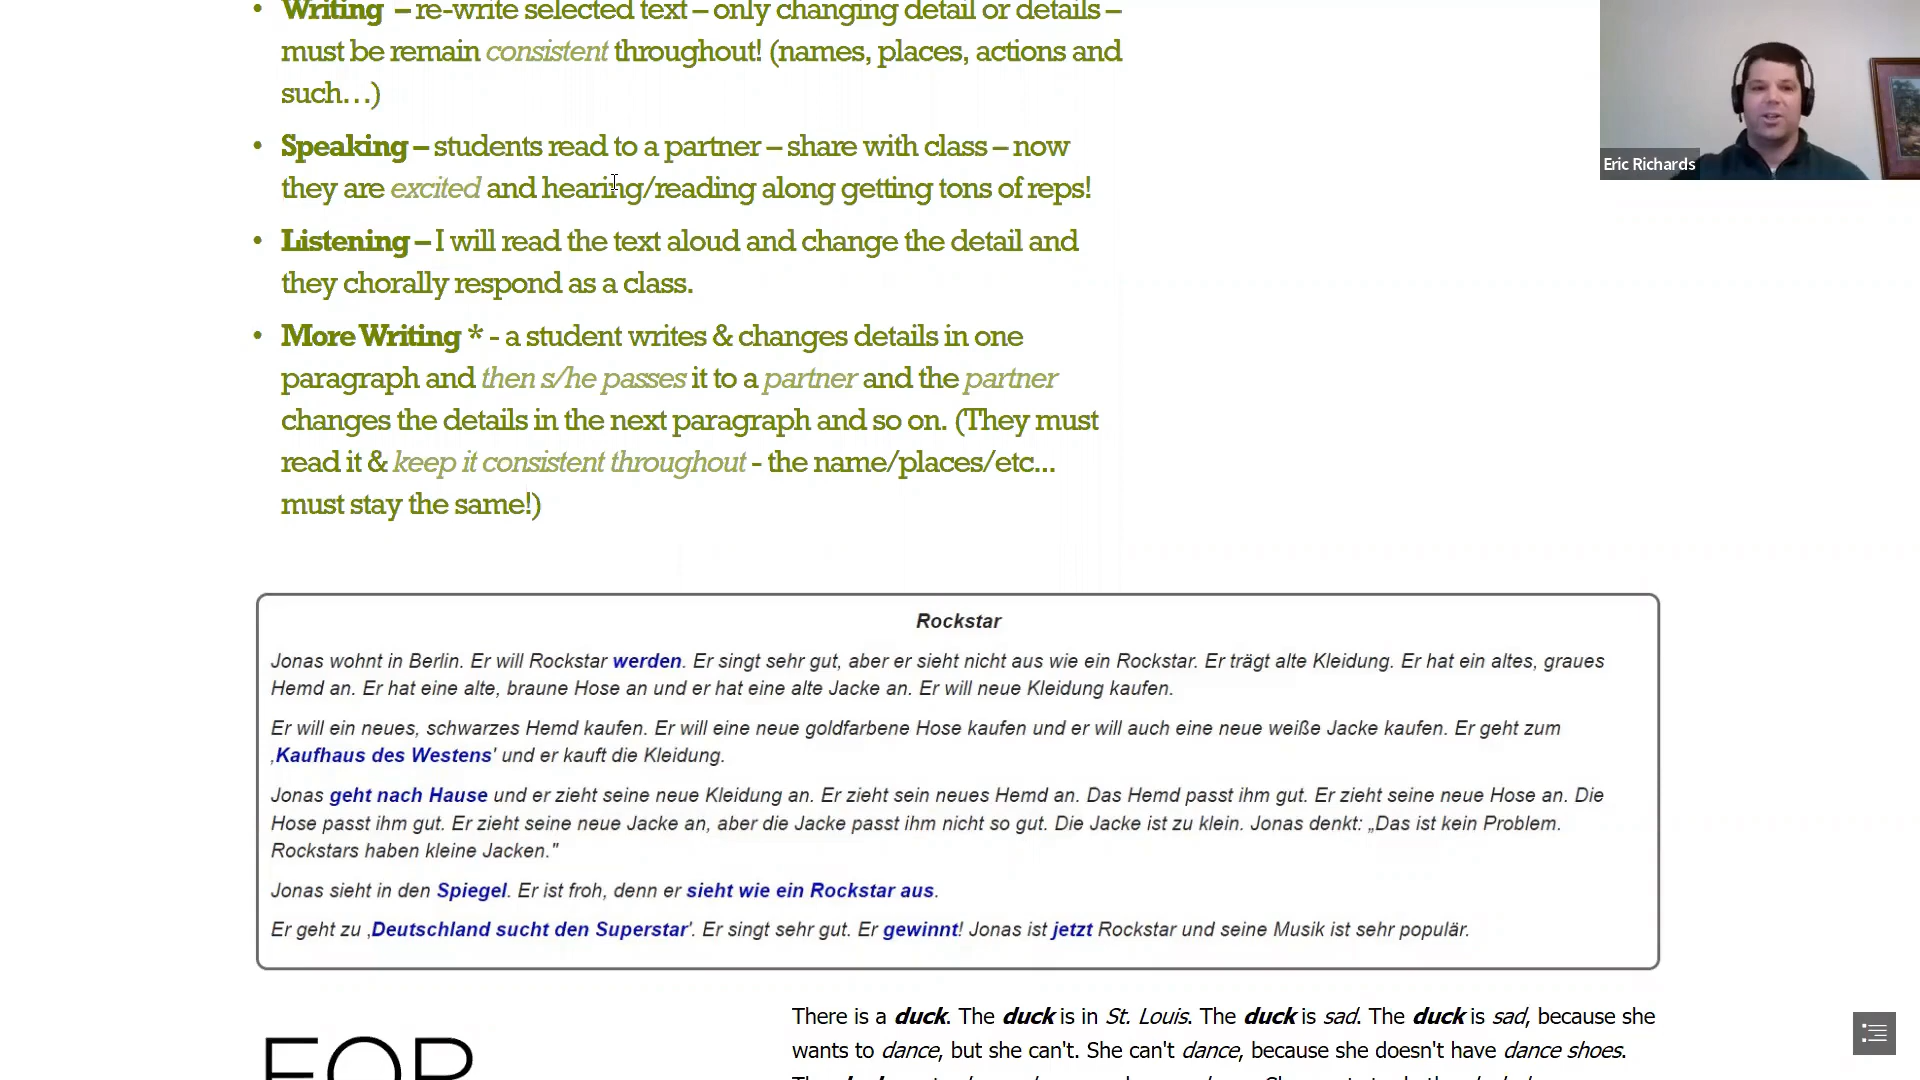 Writing – re-write selected text – only changing detail or details –
must be remain consistent throughout! (names, places, actions and
such…)
Speaking – students read to a partner – share with class – now
they are excited and hearing/reading along getting tons of reps!
Listening – I will read the text aloud and change the detail and
they chorally respond as a class.
More Writing * - a student writes & changes details in one
paragraph and then s/he passes it to a partner and the partner
changes the details in the next paragraph and so on. (They must
read it & keep it consistent throughout - the name/places/etc...
must stay the same!)
Eric Richards
Rockstar
Jonas wohnt in Berlin. Er will Rockstar werden. Er singt sehr gut, aber er sieht nicht aus wie ein Rockstar. Er trägt alte Kleidung. Er hat ein altes, graues
Hemd an. Er hat eine alte, braune Hose an und er hat eine alte Jacke an. Er will neue Kleidung kaufen.
Er will ein neues, schwarzes Hemd kaufen. Er will eine neue goldfarbene Hose kaufen und er will auch eine neue weiße Jacke kaufen. Er geht zum
‚Kaufhaus des Westens' und er kauft die Kleidung.
Jonas geht nach Hause und er zieht seine neue Kleidung an. Er zieht sein neues Hemd an. Das Hemd passt ihm gut. Er zieht seine neue Hose an. Die
Hose passt ihm gut. Er zieht seine neue Jacke an, aber die Jacke passt ihm nicht so gut. Die Jacke ist zu klein. Jonas denkt: „Das ist kein Problem.
Rockstars haben kleine Jacken."
Jonas sieht in den Spiegel. Er ist froh, denn er sieht wie ein Rockstar aus.
Er geht zu ‚Deutschland sucht den Superstar'. Er singt sehr gut. Er gewinnt! Jonas ist jetzt Rockstar und seine Musik ist sehr populär.
FOR
There is a duck. The duck is in St. Louis. The duck is sad. The duck is sad, because she
wants to dance, but she can't. She can't dance, because she doesn't have dance shoes.